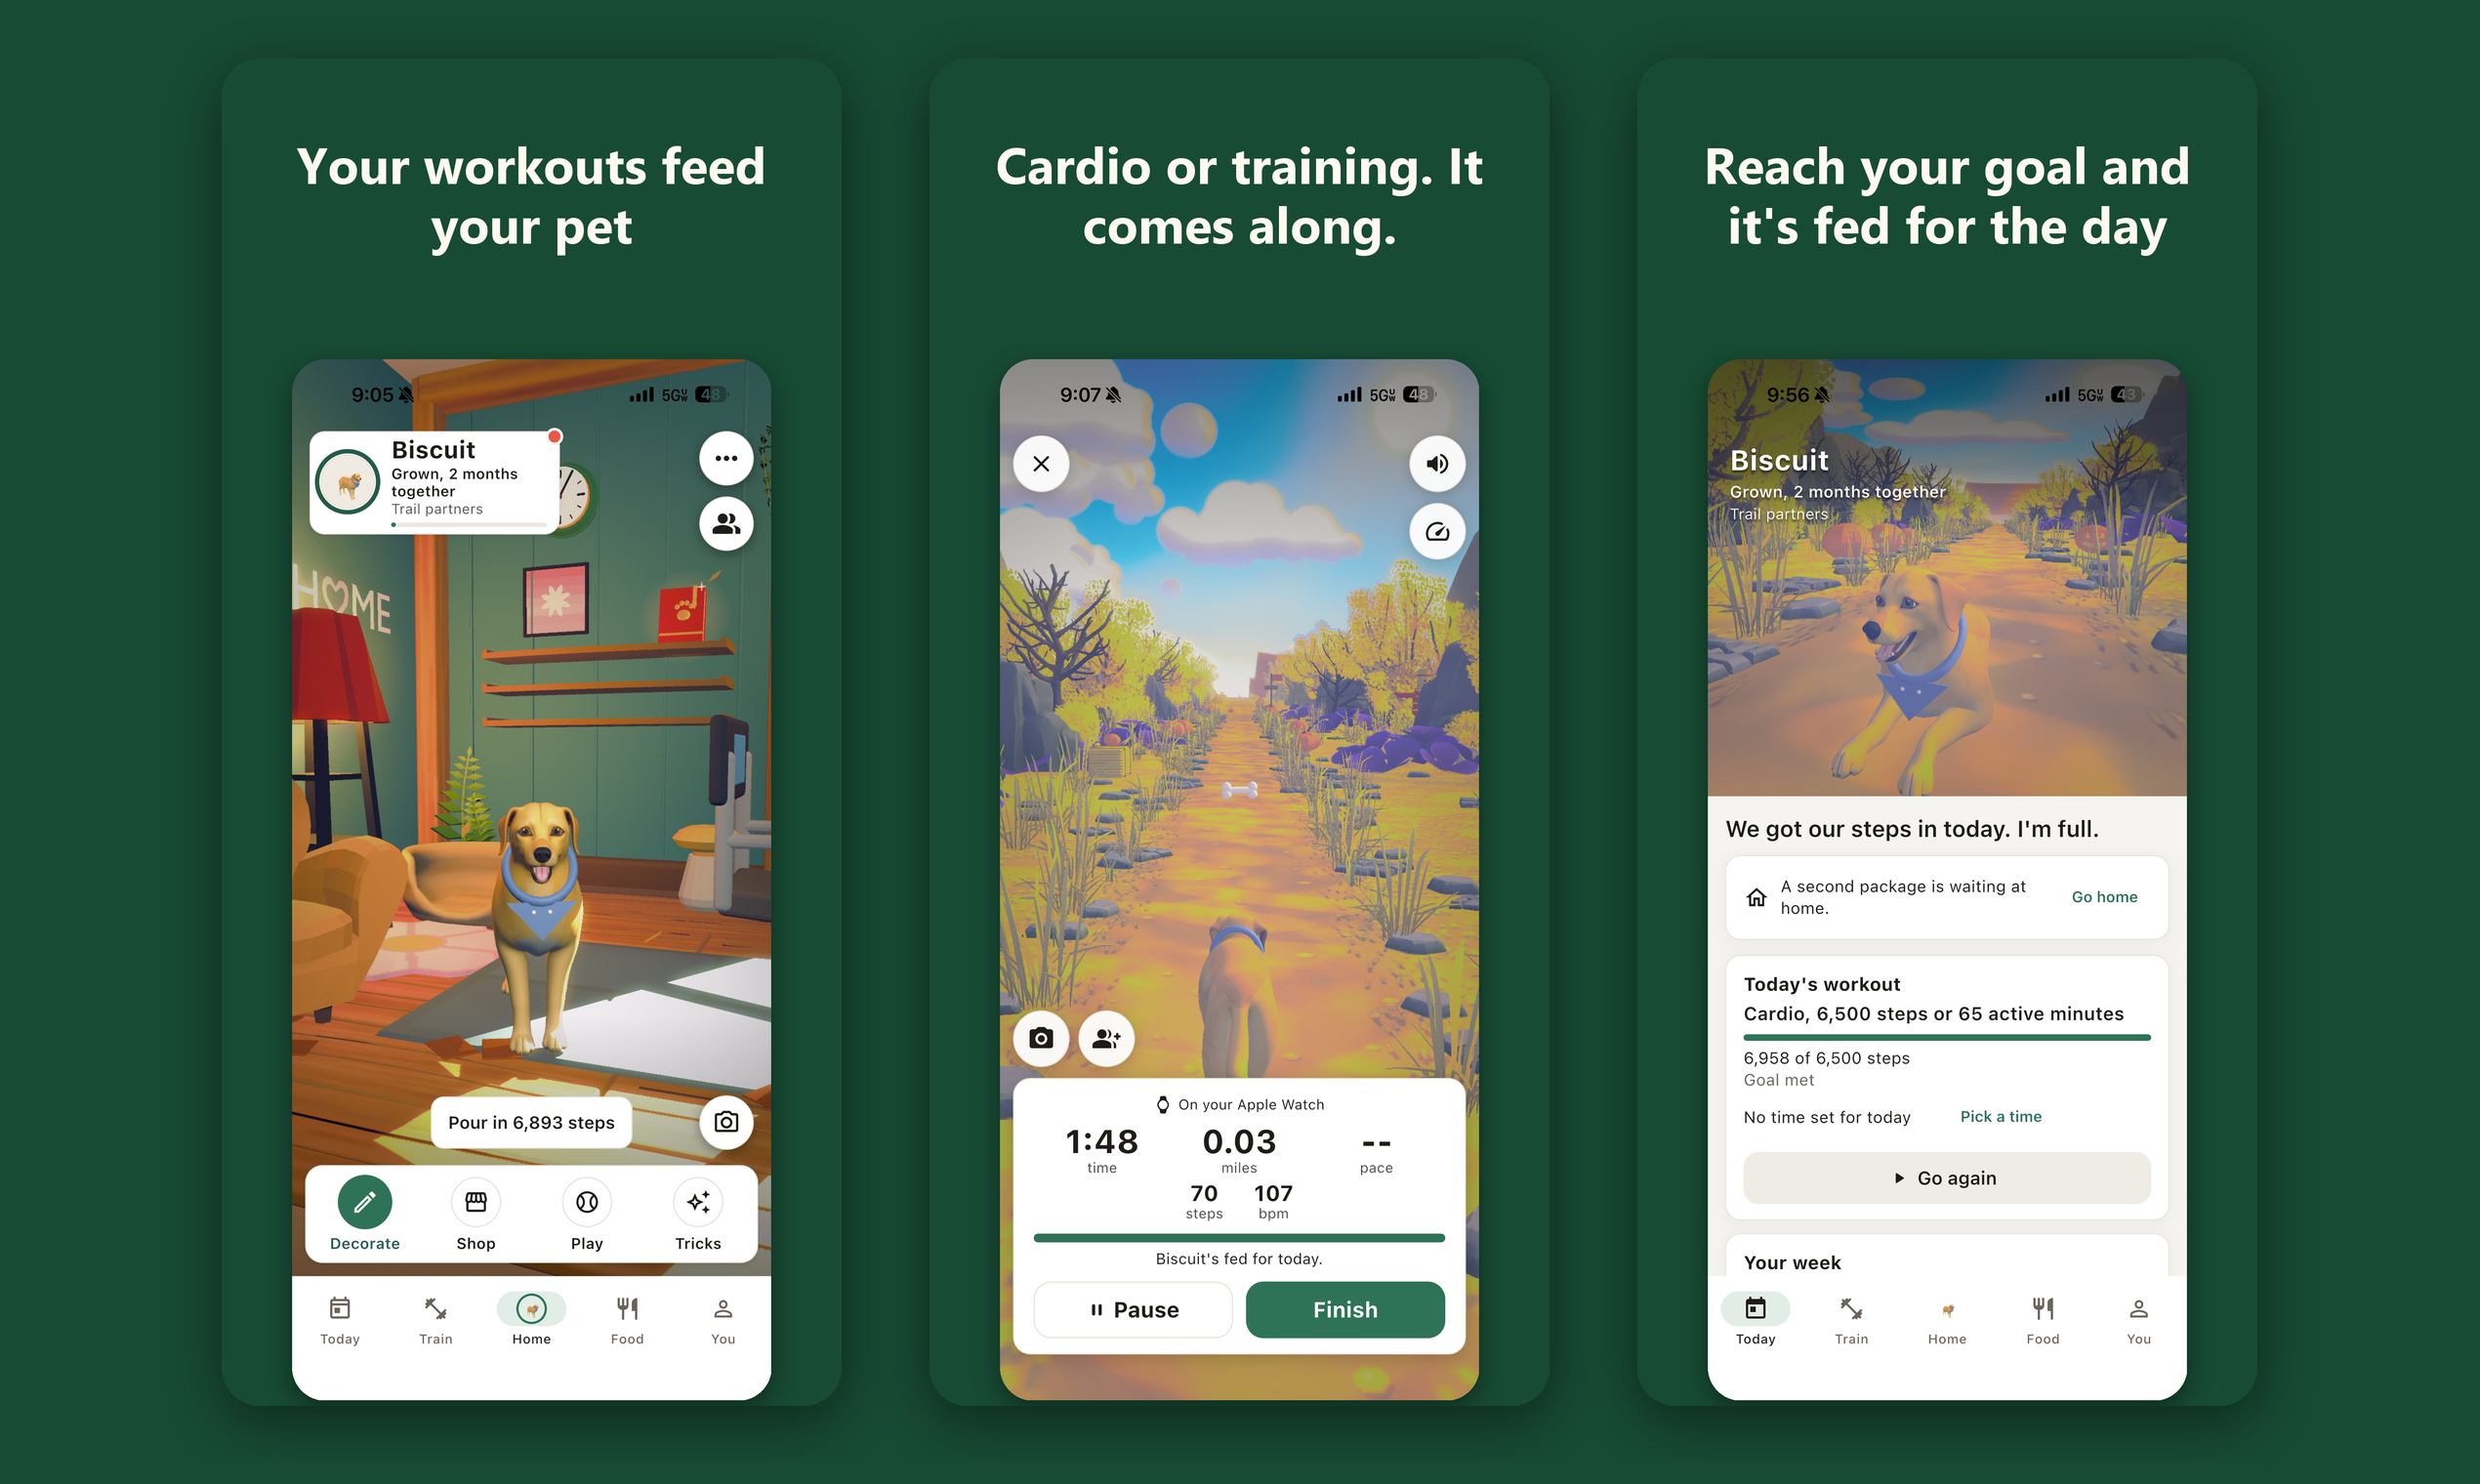 Your workouts feed
your pet
9:05
5G UW
48
Biscuit
Grown, 2 months
together
Trail partners
HOME
Pour in 6,893 steps
Decorate
Shop
Play
Tricks
Today
Train
Home
Food
You
Cardio or training. It
comes along.
9:07
5G UW
48
On your Apple Watch
1:48
0.03
--
time
miles
pace
70
107
steps
bpm
Biscuit's fed for today.
Pause
Finish
Reach your goal and
it's fed for the day
9:56
5G UW
43
Biscuit
Grown, 2 months together
Trail partners
We got our steps in today. I'm full.
A second package is waiting at
home.
Go home
Today's workout
Cardio, 6,500 steps or 65 active minutes
6,958 of 6,500 steps
Goal met
No time set for today
Pick a time
Go again
Your week
Today
Train
Home
Food
You